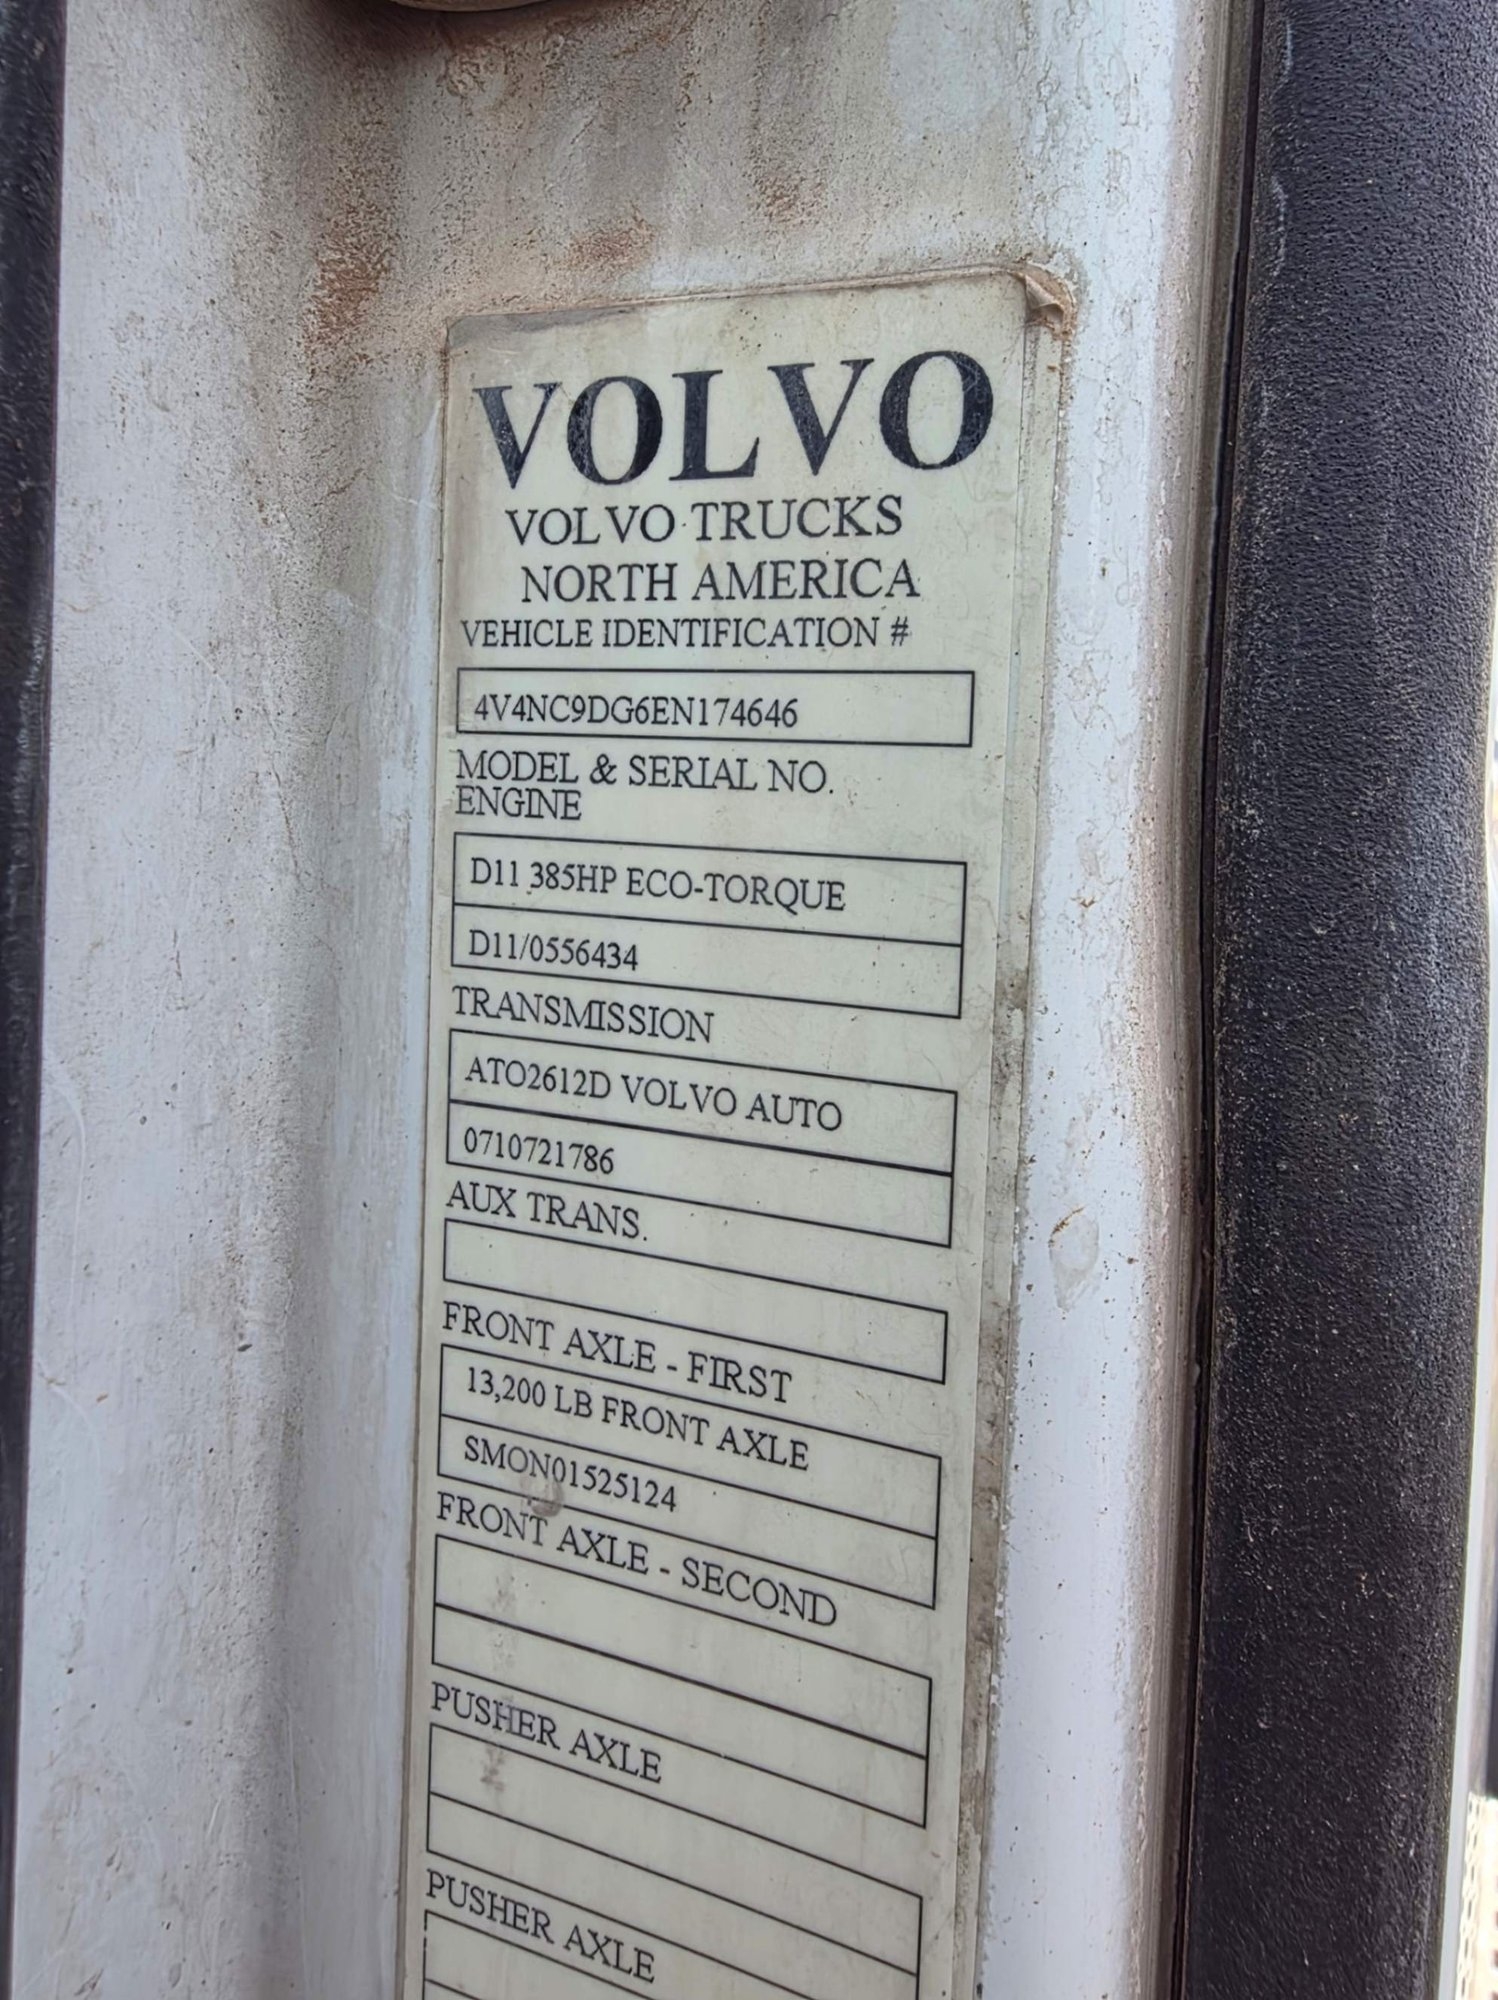 VOLVO
VOLVO TRUCKS
NORTH AMERICA
VEHICLE IDENTIFICATION #
4V4NC9DG6EN174646
MODEL & SERIAL NO.
ENGINE
D11 385HP ECO-TORQUE
D11/0556434
TRANSMISSION
ATO2612D VOLVO AUTO
0710721786
AUX TRANS.
FRONT AXLE - FIRST
13,200 LB FRONT AXLE
SMON01525124
FRONT AXLE - SECOND
PUSHER AXLE
PUSHER AXLE